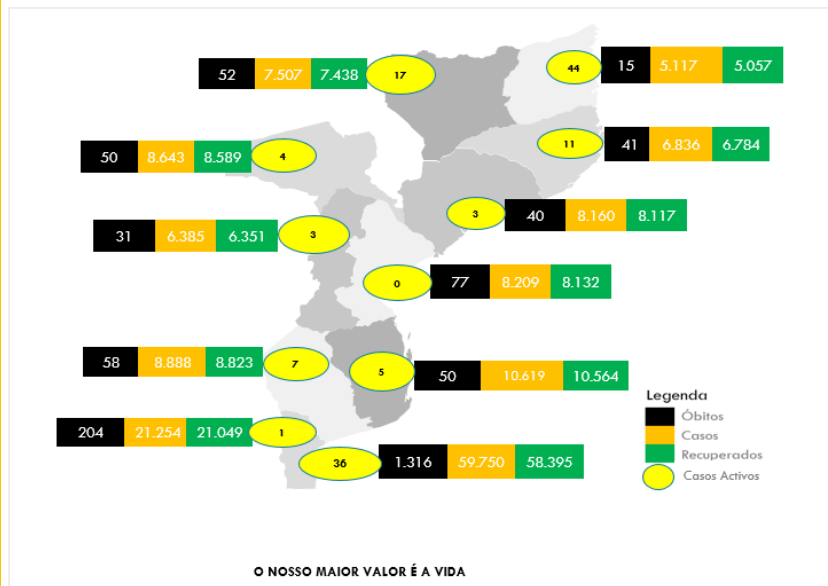 52 7.507 7.438 17
44 15 5.117 5.057
50 8.643 8.589 4
11 41 6.836 6.784
31 6.385 6.351 3
3 40 8.160 8.117
0 77 8.209 8.132
58 8.888 8.823 7
5 50 10.619 10.564
204 21.254 21.049 1
36 1.316 59.750 58.395
Legenda
Óbitos
Casos
Recuperados
Casos Activos
O NOSSO MAIOR VALOR É A VIDA